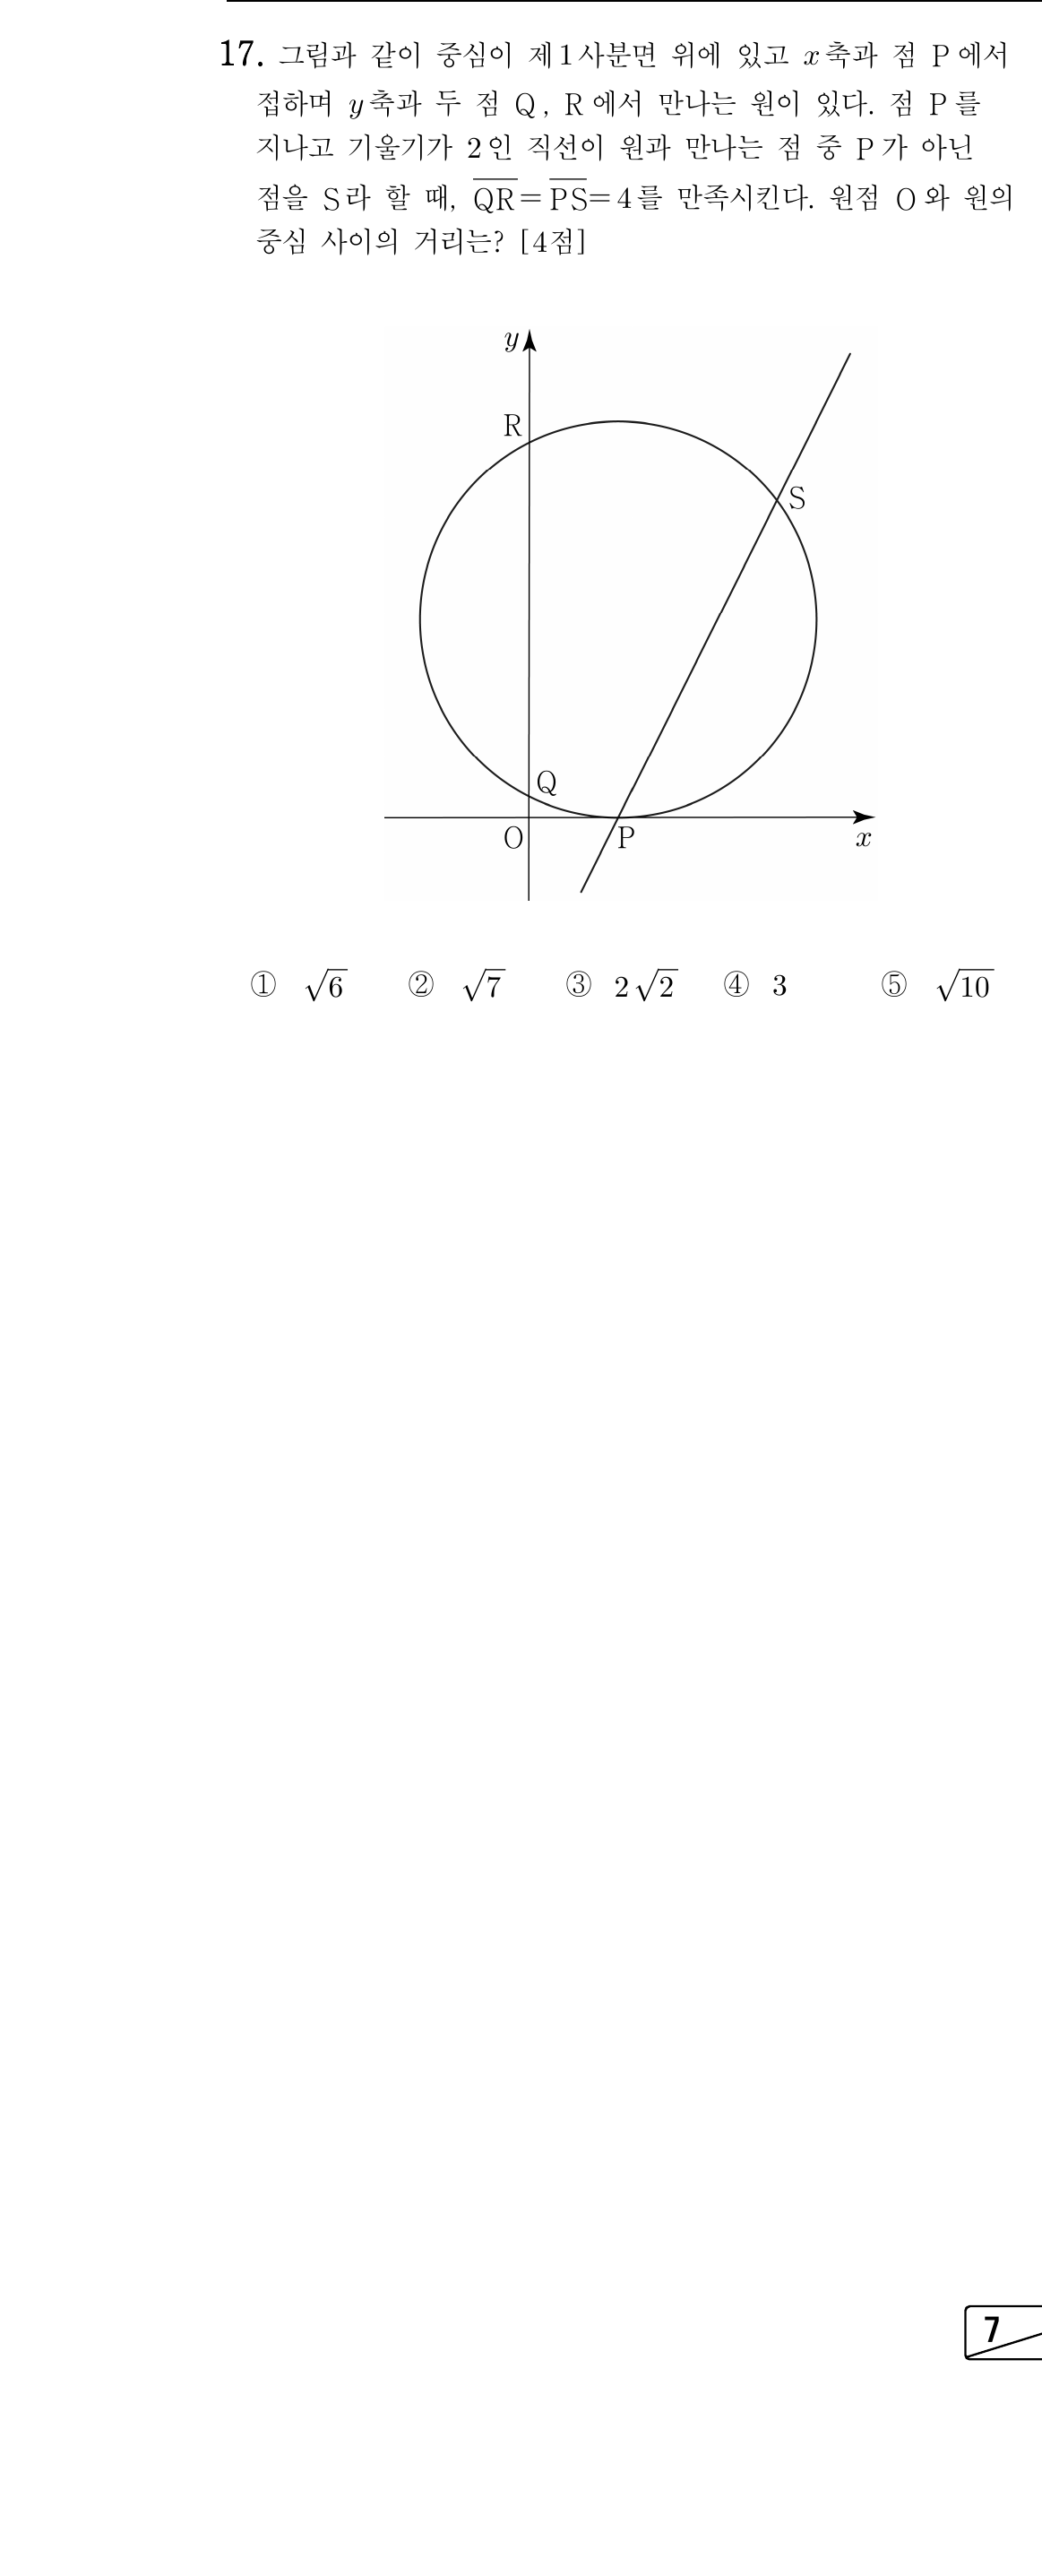 17. 그림과 같이 중심이 제1사분면 위에 있고 x축과 점 P에서
접하며 y축과 두 점 Q, R에서 만나는 원이 있다. 점 P를
지나고 기울기가 2인 직선이 원과 만나는 점 중 P가 아닌
점을 S라 할 때, \overline{QR}=\overline{PS}=4를 만족시킨다. 원점 O와 원의
중심 사이의 거리는? [4점]
y
R
S
Q
O
P
x
① √6 ② √7 ③ 2√2 ④ 3 ⑤ √10
7